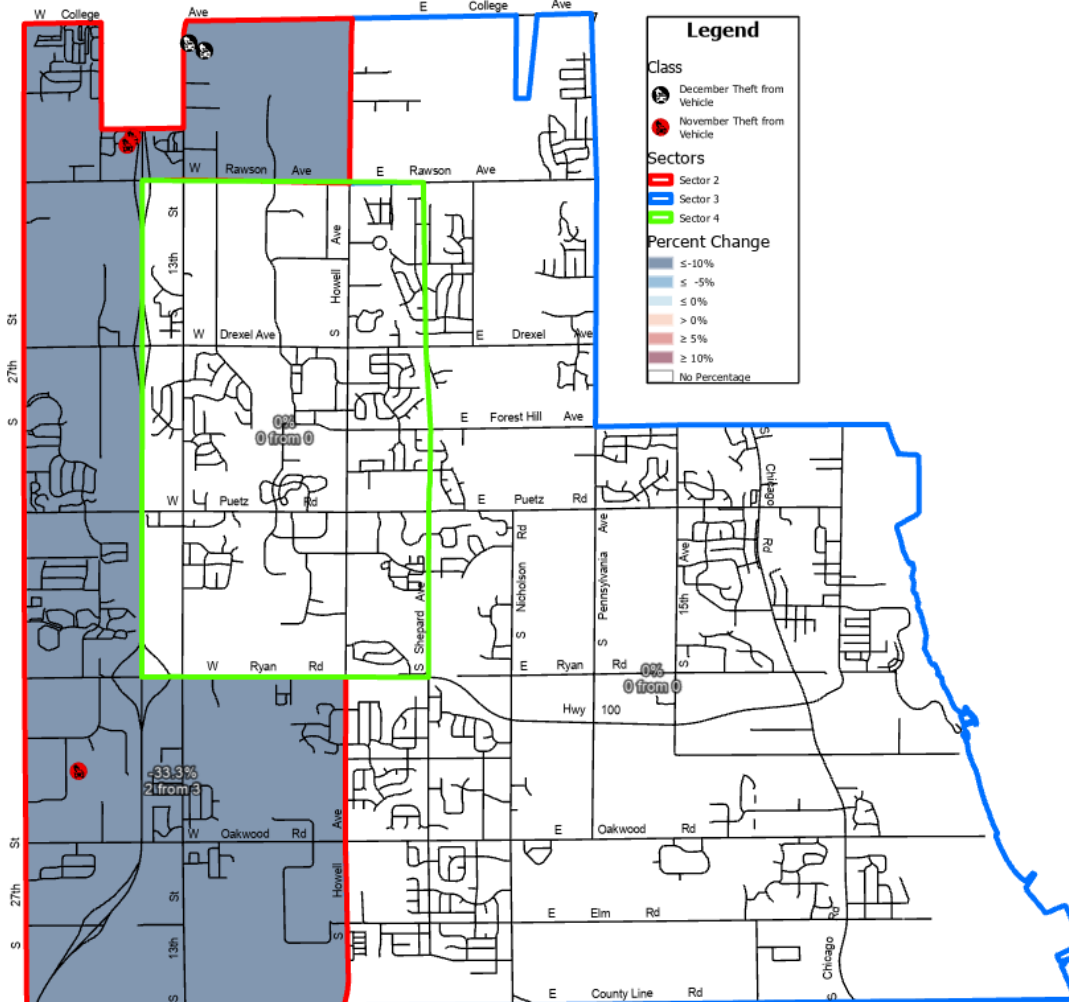 W College Ave
E College Ave
Legend
Class
December Theft from
Vehicle
November Theft from
Vehicle
Sectors
Sector 2
Sector 3
Sector 4
Percent Change
≤-10%
≤ -5%
≤ 0%
> 0%
≥ 5%
≥ 10%
No Percentage
W Rawson Ave
E Rawson Ave
13th St
S Howell Ave
S 27th St
W Drexel Ave
E Drexel Ave
0%
0 from 0
E Forest Hill Ave
W Puetz Rd
E Puetz Rd
S Chicago Rd
S Nicholson Rd
S Pennsylvania Ave
S 15th Ave
S Shepard Ave
W Ryan Rd
E Ryan Rd
0%
0 from 0
Hwy 100
-33.3%
2 from 3
W Oakwood Rd
E Oakwood Rd
S 27th St
S 13th St
S Howell Ave
E Elm Rd
S Chicago Rd
E County Line Rd